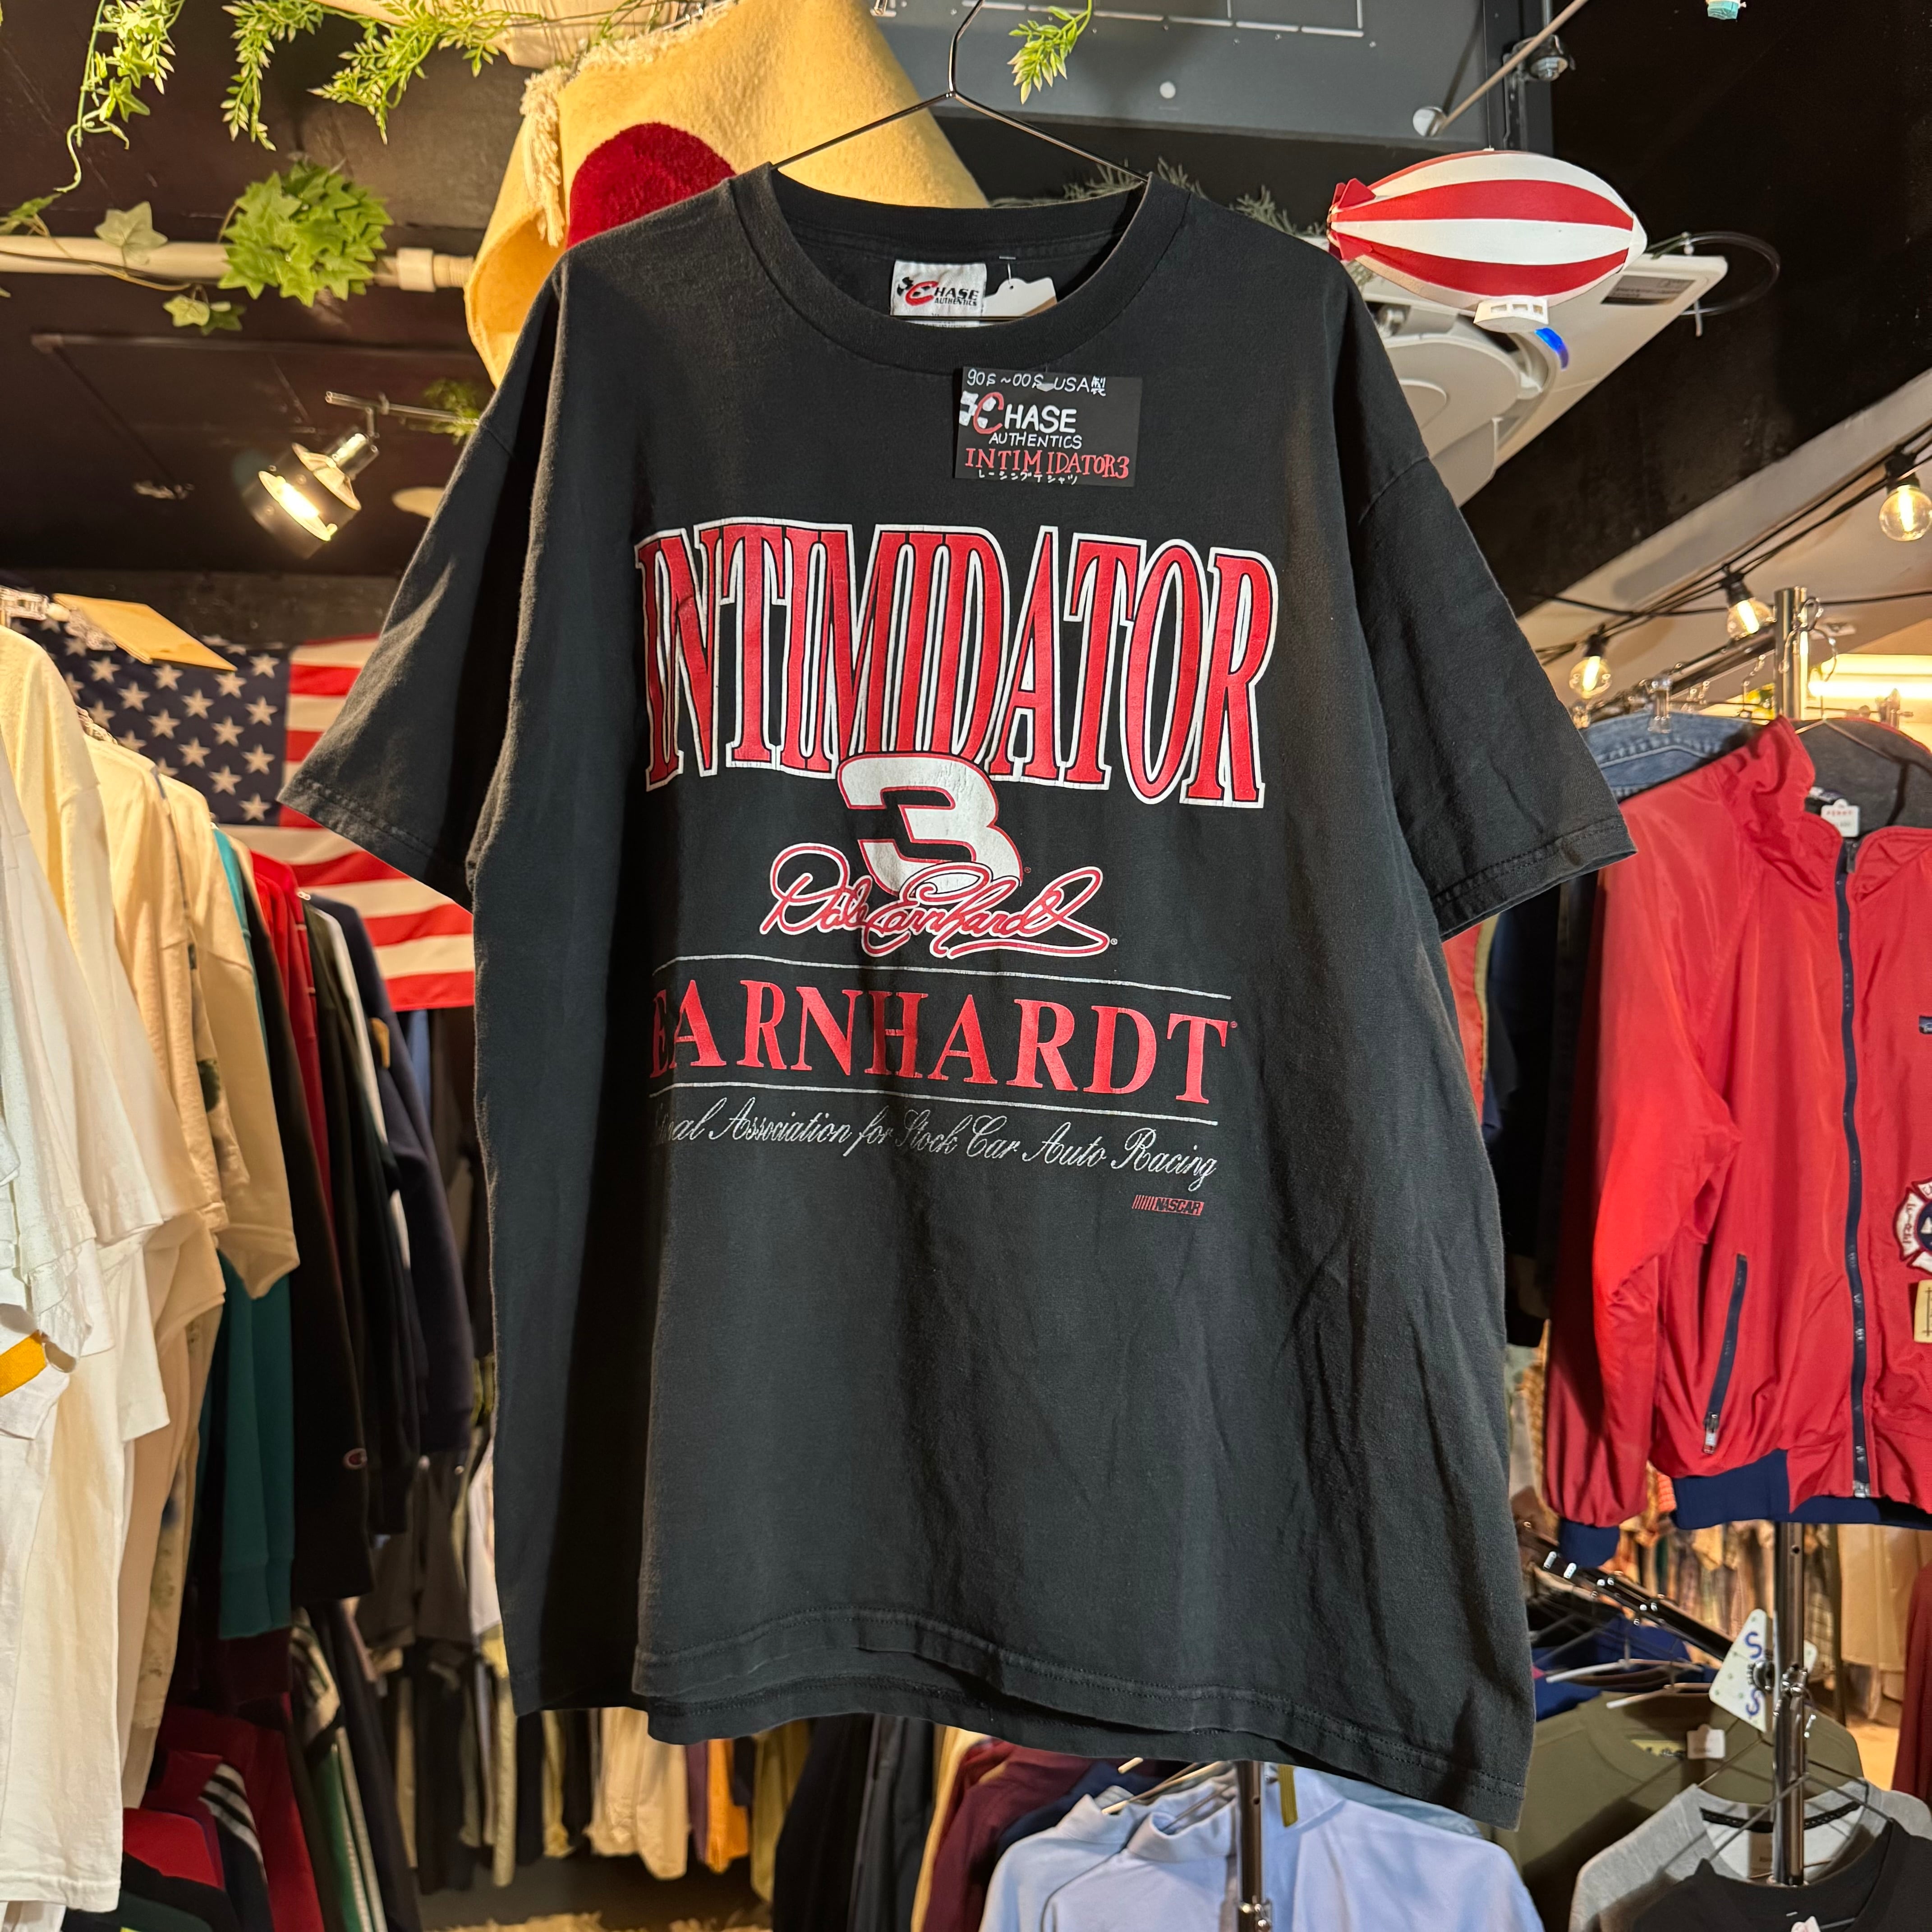 CHASE
AUTHENTICS
90s~00s USA製
CHASE
AUTHENTICS
INTIMIDATOR3
レーシングTシャツ
INTIMIDATOR
3
Dale Earnhardt
EARNHARDT
Association for Stock Car Auto Racing
NASCAR